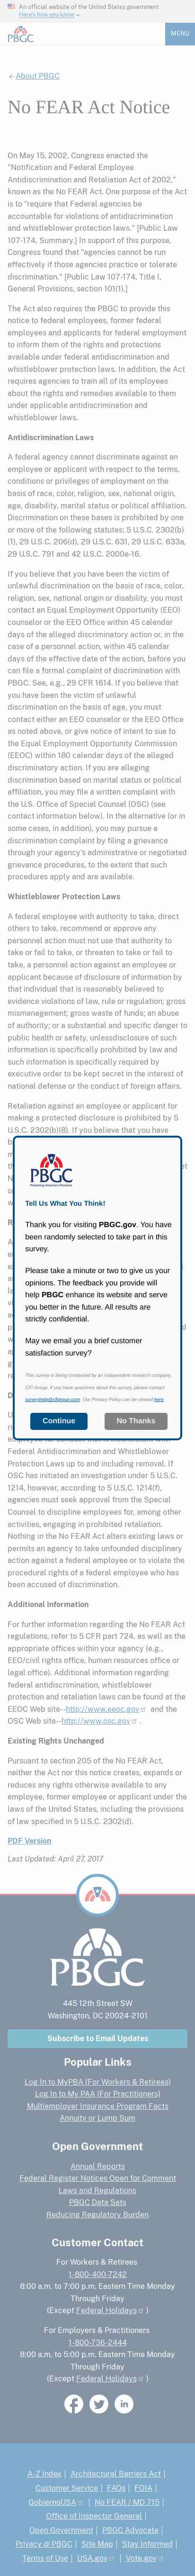 An official website of the United States government
Here's how you know
PBGC
MENU
About PBGC
No FEAR Act Notice
On May 15, 2002, Congress enacted the
"Notification and Federal Employee
Antidiscrimination and Retaliation Act of 2002,"
known as the No FEAR Act. One purpose of
the Act is to "require that Federal agencies be
accountable for violations of antidiscrimination
and whistleblower protection laws." [Public Law
107-174, Summary.] In support of this purpose,
Congress found that "agencies cannot be run
effectively if those agencies practice or tolerate
discrimination." [Public Law 107-174, Title I,
General Provisions, section 101(1).]
The Act also requires the PBGC to provide this
notice to federal employees, former federal
employees and applicants for federal employment
to inform them of the rights and protections
available under federal antidiscrimination and
whistleblower protection laws. In addition, the Act
requires agencies to provide training to their
employees about the rights and remedies available
to them under antidiscrimination and
whistleblower laws.
Antidiscrimination Laws
A federal agency cannot discriminate against an
employee or applicant with respect to the terms,
conditions or privileges of employment on the
basis of race, color, religion, sex, national origin,
age, disability, marital status or political affiliation.
Discrimination on these bases is prohibited by one
or more of the following statutes: 5 U.S.C. 2302(b)
(1), 29 U.S.C. 206(d), 29 U.S.C. 631, 29 U.S.C. 633a,
29 U.S.C. 791 and 42 U.S.C. 2000e-16.
If you believe that you have been the victim of
unlawful discrimination on the basis of race, color,
religion, sex, national origin or disability, you must
contact an Equal Employment Opportunity (EEO)
counselor or the EEO Office within 45 calendar
days of the alleged discriminatory action, or, in the
case of a personnel action, within 45 calendar
days of the effective date of the action, before you
can file a formal complaint of discrimination with
PBGC. See, e.g., 29 CFR 1614. If you believe that
you have been the victim of unlawful
discrimination on the basis of age, you must either
contact an EEO counselor or the EEO office as
noted above or give notice of intent to sue to the
Equal Employment Opportunity Commission
(EEOC) within 180 calendar days of the alleged
discriminatory action. If you are alleging
discrimination based on marital status or political
affiliation, you may file a written complaint with
the U.S. Office of Special Counsel (OSC) (see
contact information below). In the alternative (or in
some cases, in addition), you may pursue a
discrimination complaint by filing a grievance
through the PBGC's administrative or negotiated
grievance procedures, if such procedures apply
and are available.
Whistleblower Protection Laws
A federal employee with authority to take, direct
others to take, recommend or approve any
personnel action must not use that authority to
take or fail to take, or threaten to take or fail to
take, a personnel action against an employee or
applicant because of disclosure of information by
that individual that is reasonably believed to
evidence violations of law, rule or regulation; gross
mismanagement; gross waste of funds; an abuse
of authority; or a substantial and specific danger to
public health or safety, unless disclosure of such
information is specifically prohibited by law and
such information is specifically required by
executive order to be kept secret in the interest of
national defense or the conduct of foreign affairs.
Retaliation against an employee or applicant for
making a protected disclosure is prohibited by 5
U.S.C. 2302(b)(8). If you believe that you have
PBGC
Protecting America's Pensions
Tell Us What You Think!
Thank you for visiting PBGC.gov. You have
been randomly selected to take part in this
survey.
Please take a minute or two to give us your
opinions. The feedback you provide will
help PBGC enhance its website and serve
you better in the future. All results are
strictly confidential.
May we email you a brief customer
satisfaction survey?
This survey is being conducted by an independent research company,
CFI Group. If you have questions about this survey, please contact
surveyhelp@cfigroup.com. Our Privacy Policy can be viewed here.
Continue
No Thanks
with EEOC Antidiscrimination and Whistleblower
Protection Laws up to and including removal. If
OSC has initiated an investigation under 5 U.S.C.
1214, however, according to 5 U.S.C. 1214(f),
agencies must seek approval from the Special
Counsel to discipline employees for, among other
activities, engaging in prohibited retaliation.
Nothing in the No FEAR Act alters existing laws or
permits an agency to take unfounded disciplinary
action against a federal employee or to violate the
procedural rights of a federal employee who has
been accused of discrimination.
Additional Information
For further information regarding the No FEAR Act
regulations, refer to 5 CFR part 724, as well as the
appropriate offices within your agency (e.g.,
EEO/civil rights office, human resources office or
legal office). Additional information regarding
federal antidiscrimination, whistleblower
protection and retaliation laws can be found at the
EEOC Web site--http://www.eeoc.gov and the
OSC Web site--http://www.osc.gov .
Existing Rights Unchanged
Pursuant to section 205 of the No FEAR Act,
neither the Act nor this notice creates, expands or
reduces any rights otherwise available to any
employee, former employee or applicant under the
laws of the United States, including the provisions
of law specified in 5 U.S.C. 2302(d).
PDF Version
Last Updated: April 27, 2017
PBGC
445 12th Street SW
Washington, DC 20024-2101
Subscribe to Email Updates
Popular Links
Log In to MyPBA (For Workers & Retirees)
Log In to My PAA (For Practitioners)
Multiemployer Insurance Program Facts
Annuity or Lump Sum
Open Government
Annual Reports
Federal Register Notices Open for Comment
Laws and Regulations
PBGC Data Sets
Reducing Regulatory Burden
Customer Contact
For Workers & Retirees
1-800-400-7242
8:00 a.m. to 7:00 p.m. Eastern Time Monday
Through Friday
(Except Federal Holidays )
For Employers & Practitioners
1-800-736-2444
8:00 a.m. to 5:00 p.m. Eastern Time Monday
Through Friday
(Except Federal Holidays )
A-Z Index | Architectural Barriers Act |
Customer Service | FAQs | FOIA |
GobiernoUSA | No FEAR / MD 715 |
Office of Inspector General |
Open Government | PBGC Advocate |
Privacy @ PBGC | Site Map | Stay Informed |
Terms of Use | USA.gov | Vote.gov